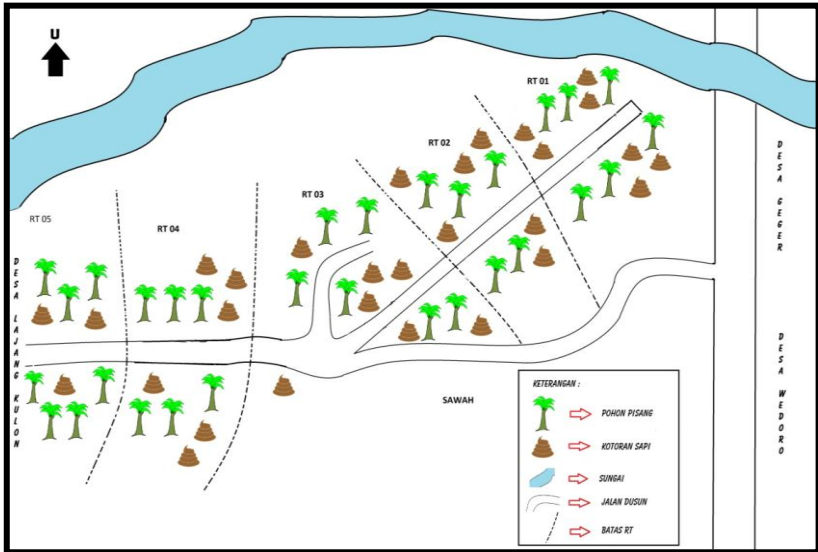 U
RT 01
RT 02
RT 03
RT 04
RT 05
DESA GEGER
DESA LAJANG KULON
DESA WEDORO
SAWAH
KETERANGAN :
POHON PISANG
KOTORAN SAPI
SUNGAI
JALAN DUSUN
BATAS RT